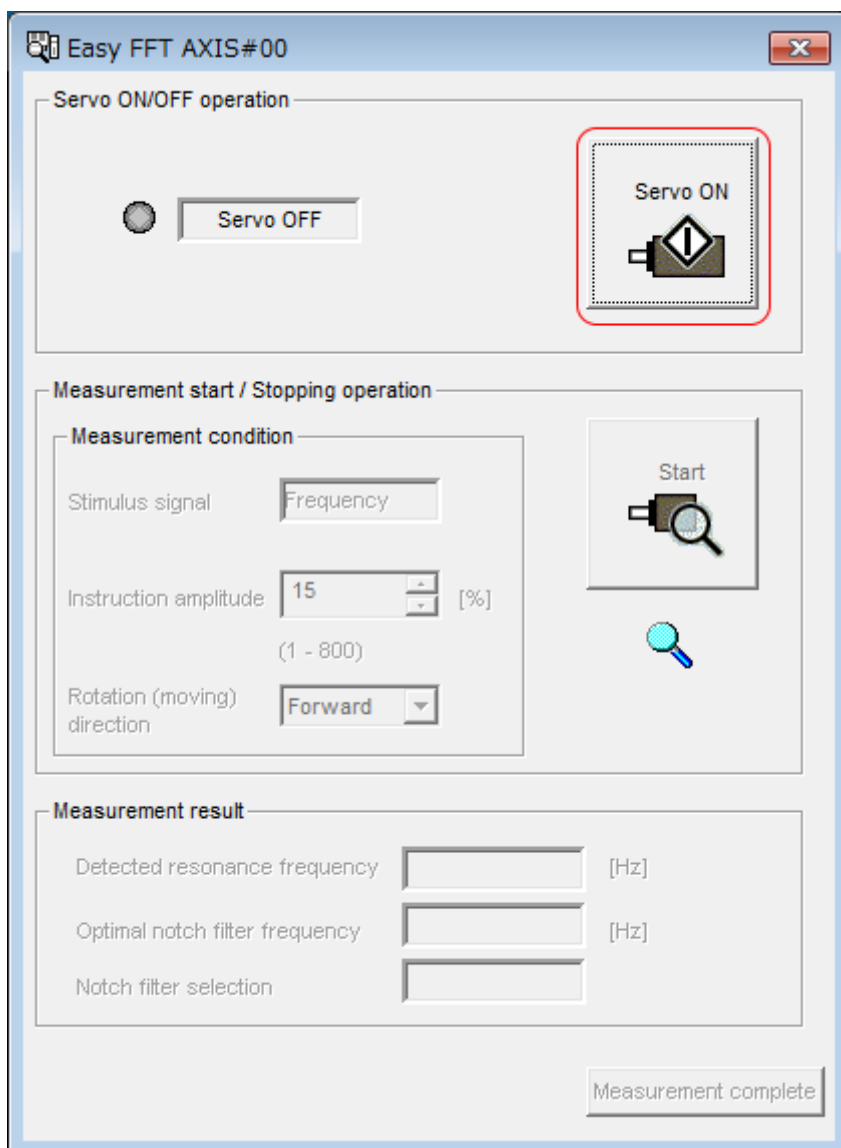 Easy FFT AXIS#00
Servo ON/OFF operation
Servo OFF
Servo ON
Measurement start / Stopping operation
Measurement condition
Stimulus signal
Frequency
Instruction amplitude
15
[%]
(1 - 800)
Rotation (moving)
direction
Forward
Start
Measurement result
Detected resonance frequency
[Hz]
Optimal notch filter frequency
[Hz]
Notch filter selection
Measurement complete